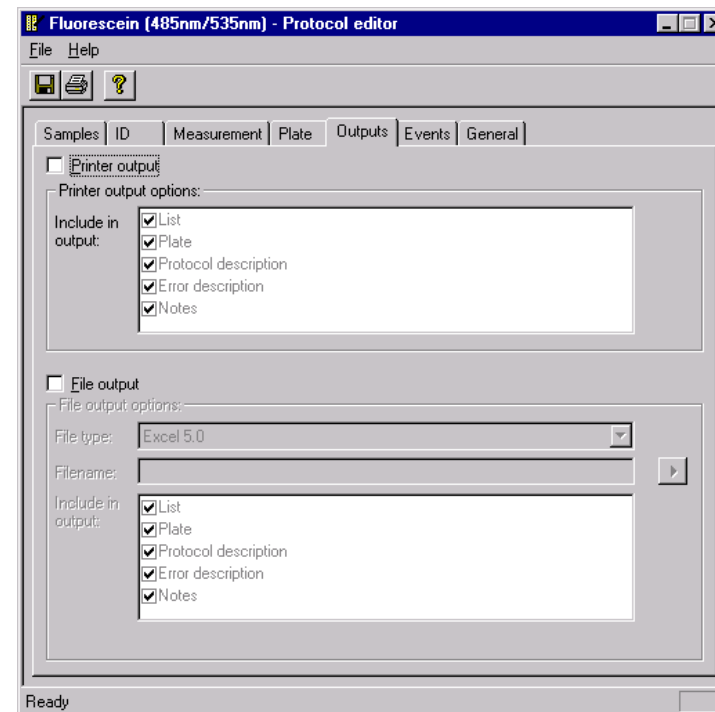 Fluorescein (485nm/535nm) - Protocol editor
File Help
Samples ID Measurement Plate Outputs Events General
Printer output
Printer output options:
Include in output:
List
Plate
Protocol description
Error description
Notes
File output
File output options:
File type: Excel 5.0
Filename:
Include in output:
List
Plate
Protocol description
Error description
Notes
Ready